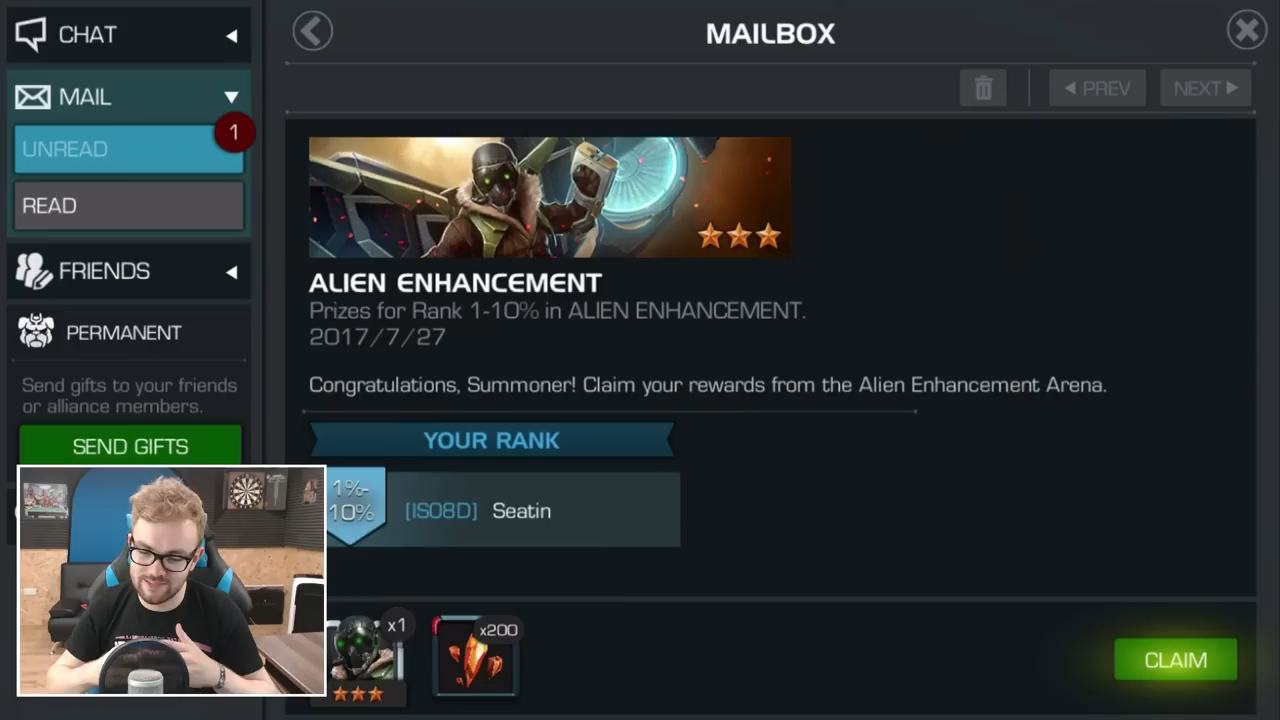 CHAT
MAIL
1
UNREAD
READ
FRIENDS
PERMANENT
Send gifts to your friends
or alliance members.
SEND GIFTS
MAILBOX
PREV
NEXT
ALIEN ENHANCEMENT
Prizes for Rank 1-10% in ALIEN ENHANCEMENT.
2017/7/27
Congratulations, Summoner! Claim your rewards from the Alien Enhancement Arena.
YOUR RANK
1%-
10%
[ISO8D] Seatin
x1
x200
CLAIM